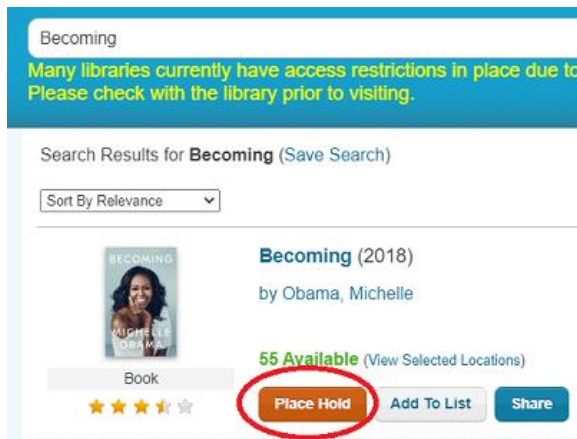 Becoming
Many libraries currently have access restrictions in place due to
Please check with the library prior to visiting.
Search Results for Becoming (Save Search)
Sort By Relevance
BECOMING
MICHELLE
OBAMA
Book
Becoming (2018)
by Obama, Michelle
55 Available (View Selected Locations)
Place Hold Add To List Share